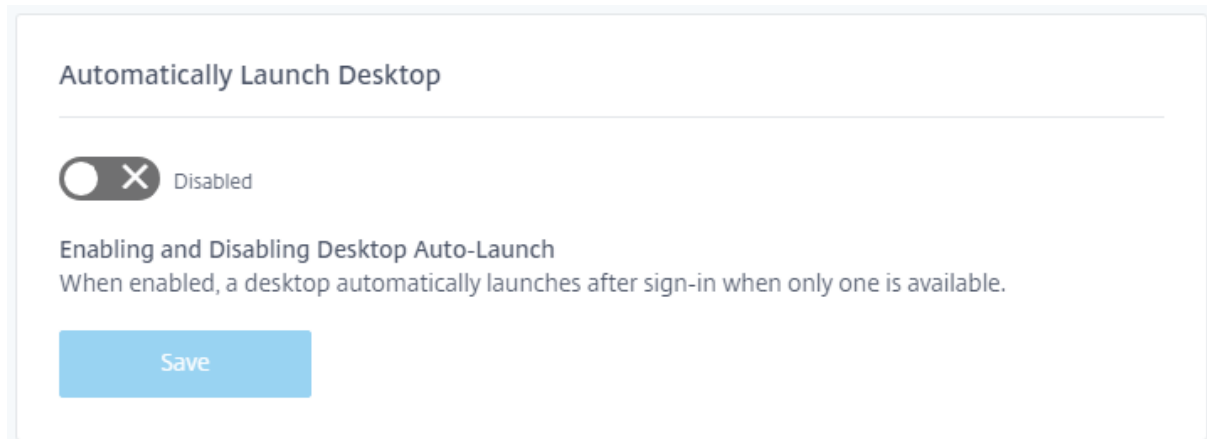 Automatically Launch Desktop
Disabled
Enabling and Disabling Desktop Auto-Launch
When enabled, a desktop automatically launches after sign-in when only one is available.
Save